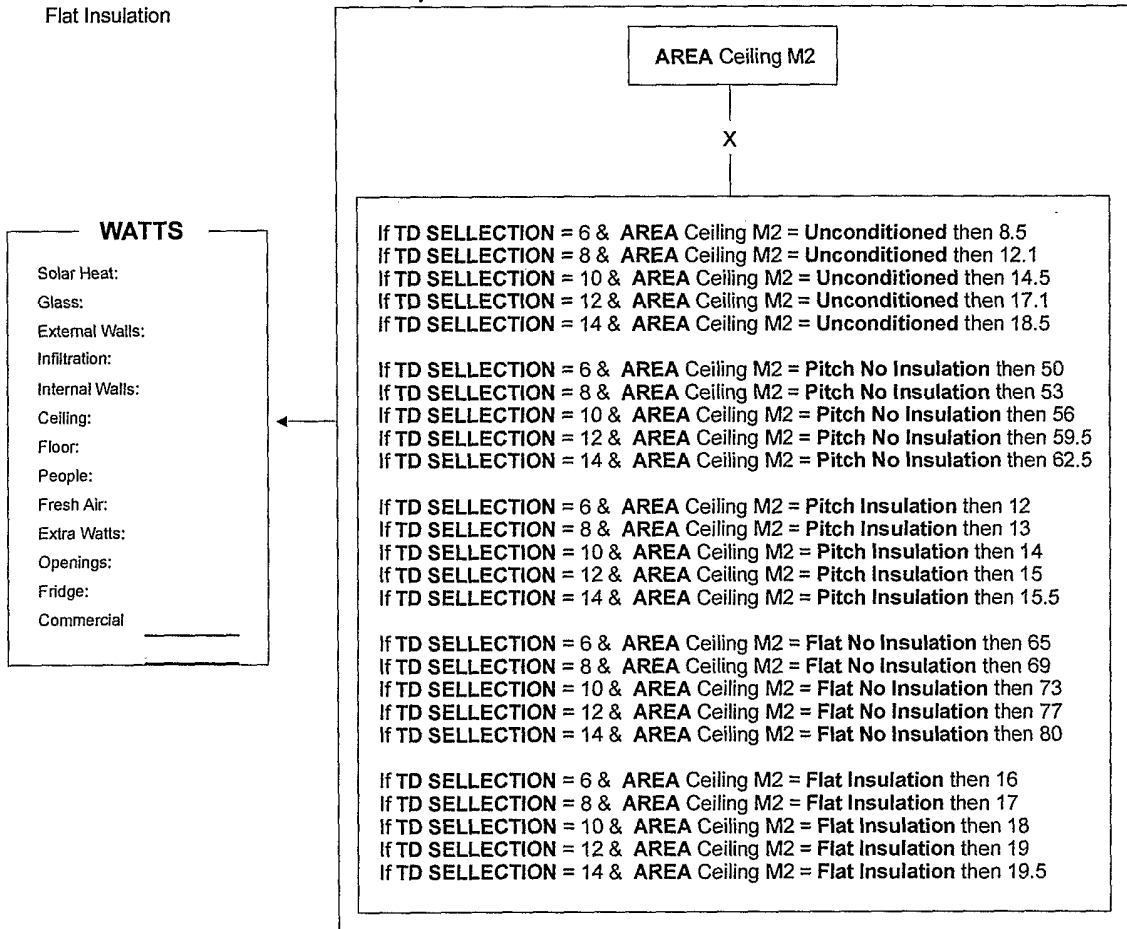 Flat Insulation
AREA Ceiling M2
X
WATTS
Solar Heat:
Glass:
External Walls:
Infiltration:
Internal Walls:
Ceiling:
Floor:
People:
Fresh Air:
Extra Watts:
Openings:
Fridge:
Commercial
If TD SELLECTION = 6 & AREA Ceiling M2 = Unconditioned then 8.5
If TD SELLECTION = 8 & AREA Ceiling M2 = Unconditioned then 12.1
If TD SELLECTION = 10 & AREA Ceiling M2 = Unconditioned then 14.5
If TD SELLECTION = 12 & AREA Ceiling M2 = Unconditioned then 17.1
If TD SELLECTION = 14 & AREA Ceiling M2 = Unconditioned then 18.5
If TD SELLECTION = 6 & AREA Ceiling M2 = Pitch No Insulation then 50
If TD SELLECTION = 8 & AREA Ceiling M2 = Pitch No Insulation then 53
If TD SELLECTION = 10 & AREA Ceiling M2 = Pitch No Insulation then 56
If TD SELLECTION = 12 & AREA Ceiling M2 = Pitch No Insulation then 59.5
If TD SELLECTION = 14 & AREA Ceiling M2 = Pitch No Insulation then 62.5
If TD SELLECTION = 6 & AREA Ceiling M2 = Pitch Insulation then 12
If TD SELLECTION = 8 & AREA Ceiling M2 = Pitch Insulation then 13
If TD SELLECTION = 10 & AREA Ceiling M2 = Pitch Insulation then 14
If TD SELLECTION = 12 & AREA Ceiling M2 = Pitch Insulation then 15
If TD SELLECTION = 14 & AREA Ceiling M2 = Pitch Insulation then 15.5
If TD SELLECTION = 6 & AREA Ceiling M2 = Flat No Insulation then 65
If TD SELLECTION = 8 & AREA Ceiling M2 = Flat No Insulation then 69
If TD SELLECTION = 10 & AREA Ceiling M2 = Flat No Insulation then 73
If TD SELLECTION = 12 & AREA Ceiling M2 = Flat No Insulation then 77
If TD SELLECTION = 14 & AREA Ceiling M2 = Flat No Insulation then 80
If TD SELLECTION = 6 & AREA Ceiling M2 = Flat Insulation then 16
If TD SELLECTION = 8 & AREA Ceiling M2 = Flat Insulation then 17
If TD SELLECTION = 10 & AREA Ceiling M2 = Flat Insulation then 18
If TD SELLECTION = 12 & AREA Ceiling M2 = Flat Insulation then 19
If TD SELLECTION = 14 & AREA Ceiling M2 = Flat Insulation then 19.5